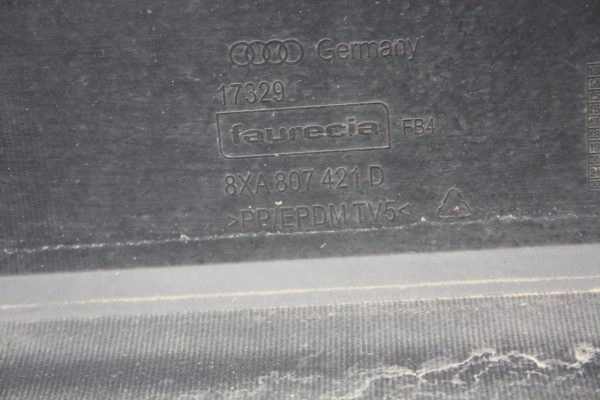 Germany
17329
faurecia FB4
8XA 807 421 D
>PP/EPDM TV5<